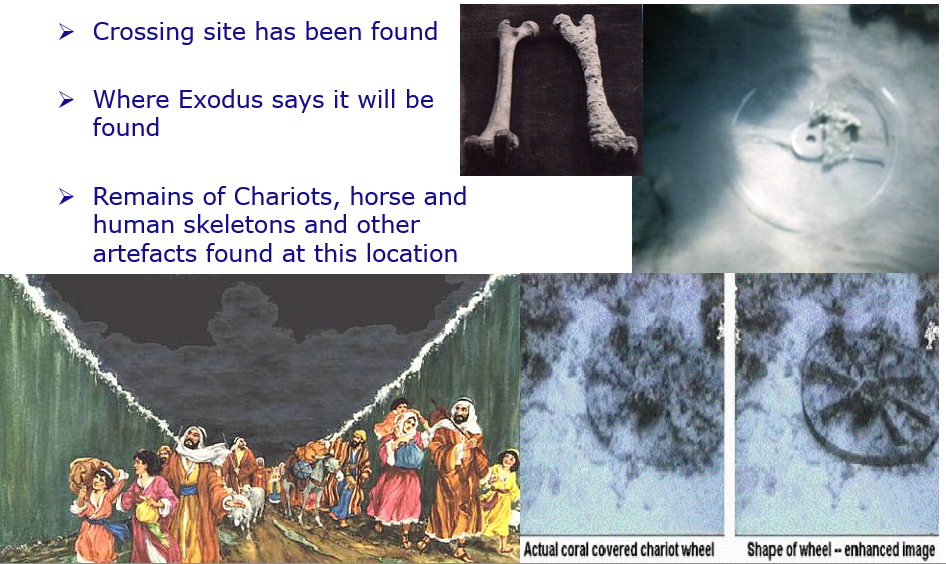 Crossing site has been found
Where Exodus says it will be
found
Remains of Chariots, horse and
human skeletons and other
artefacts found at this location
Actual coral covered chariot wheel
Shape of wheel -- enhanced image